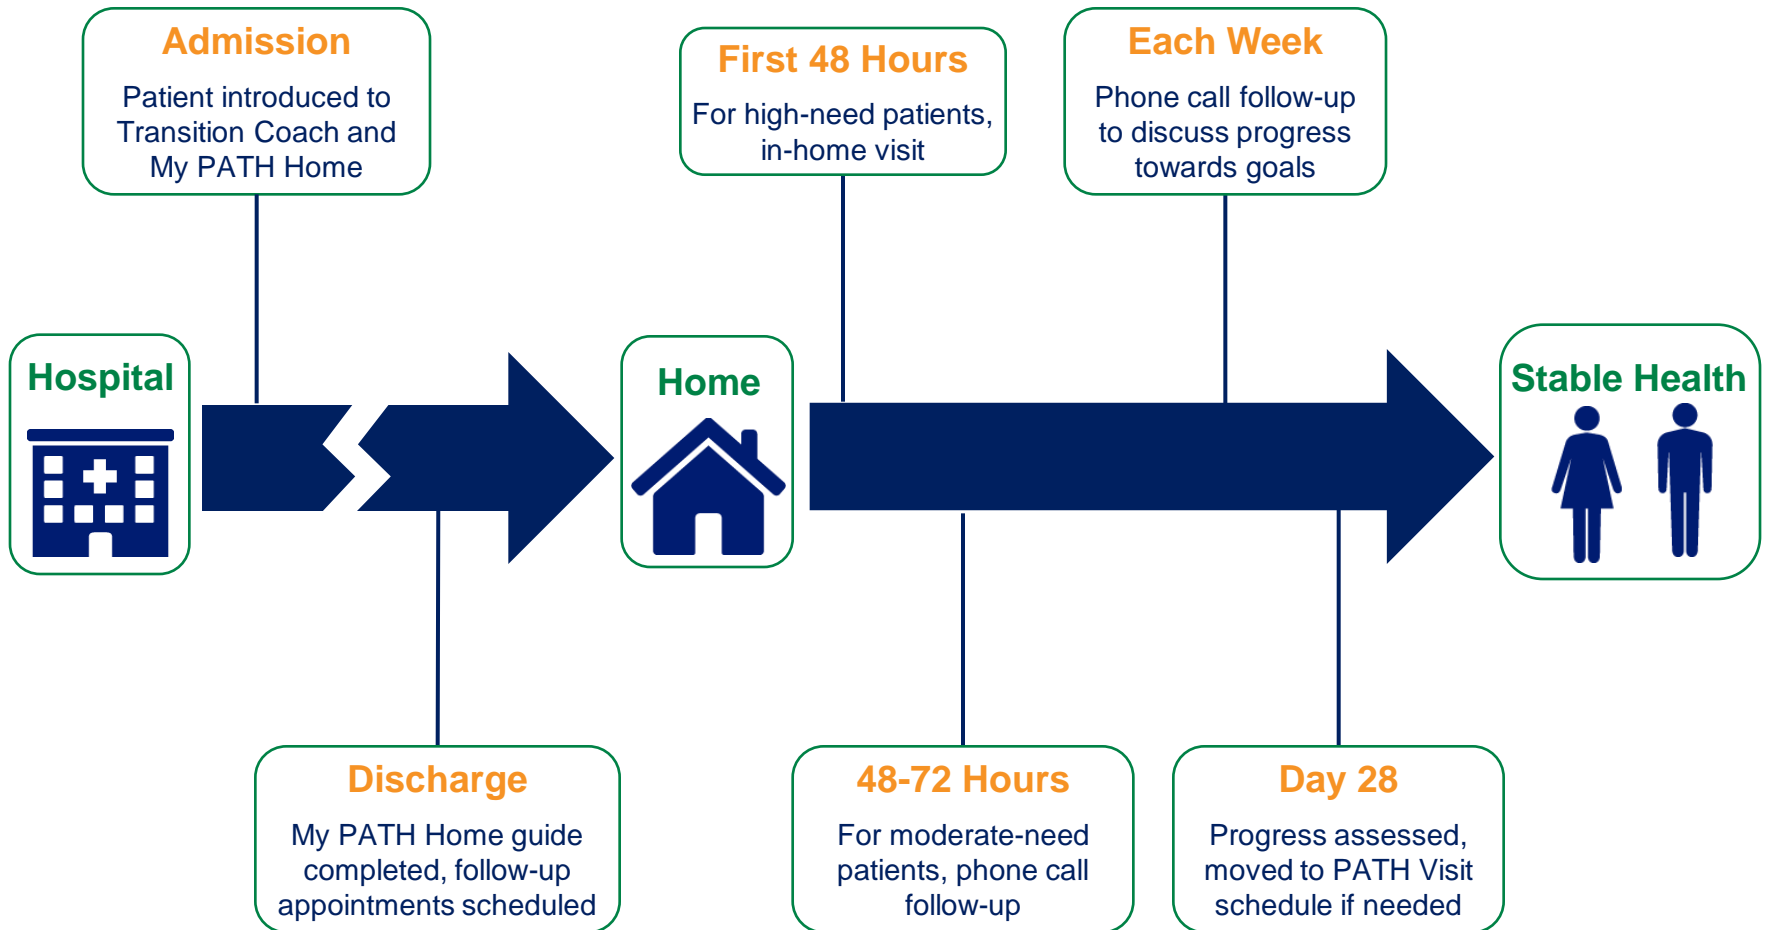 Admission
Patient introduced to
Transition Coach and
My PATH Home
First 48 Hours
For high-need patients,
in-home visit
Each Week
Phone call follow-up
to discuss progress
towards goals
Hospital
Home
Stable Health
Discharge
My PATH Home guide
completed, follow-up
appointments scheduled
48-72 Hours
For moderate-need
patients, phone call
follow-up
Day 28
Progress assessed,
moved to PATH Visit
schedule if needed